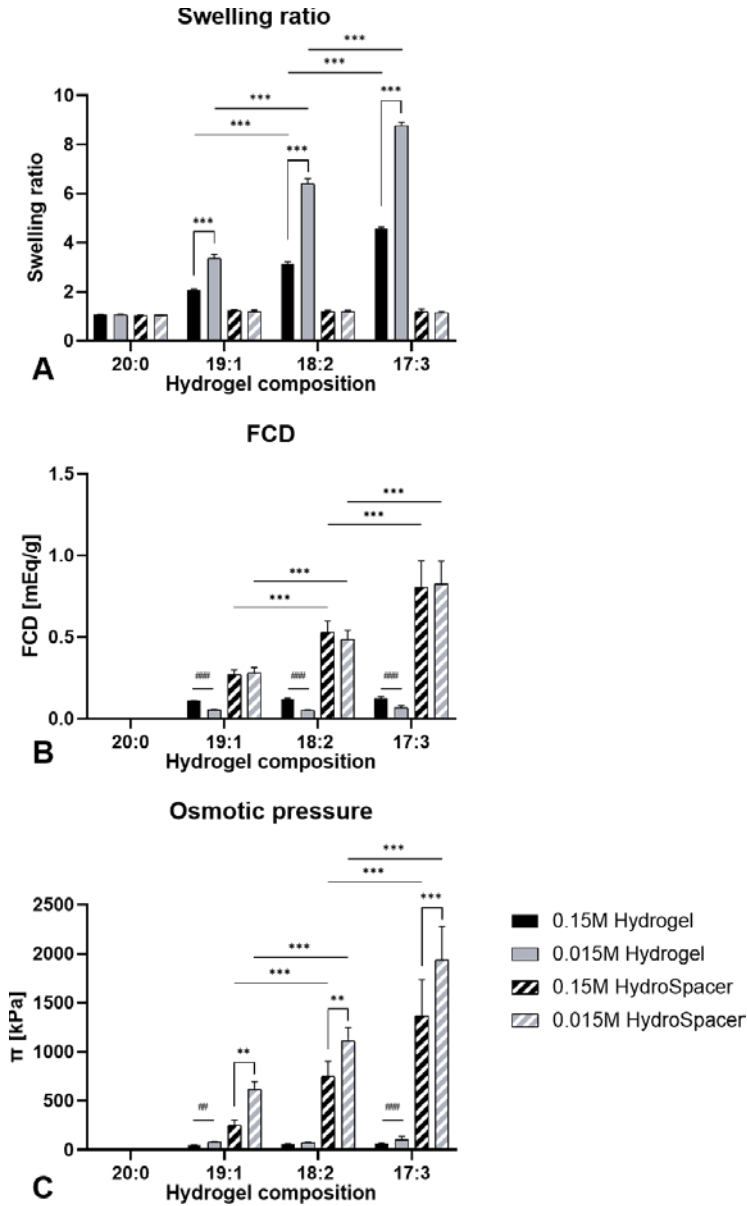 Swelling ratio
***
***
***
***
***
***
***
Swelling ratio
10
8
6
4
2
0
20:0 19:1 18:2 17:3
Hydrogel composition
A
FCD
***
***
***
***
FCD [mEq/g]
1.5
1.0
0.5
0.0
20:0 19:1 18:2 17:3
Hydrogel composition
B
Osmotic pressure
***
***
***
***
***
**
**
##
π [kPa]
2500
2000
1500
1000
500
0
20:0 19:1 18:2 17:3
Hydrogel composition
C
0.15M Hydrogel
0.015M Hydrogel
0.15M HydroSpacer
0.015M HydroSpacer